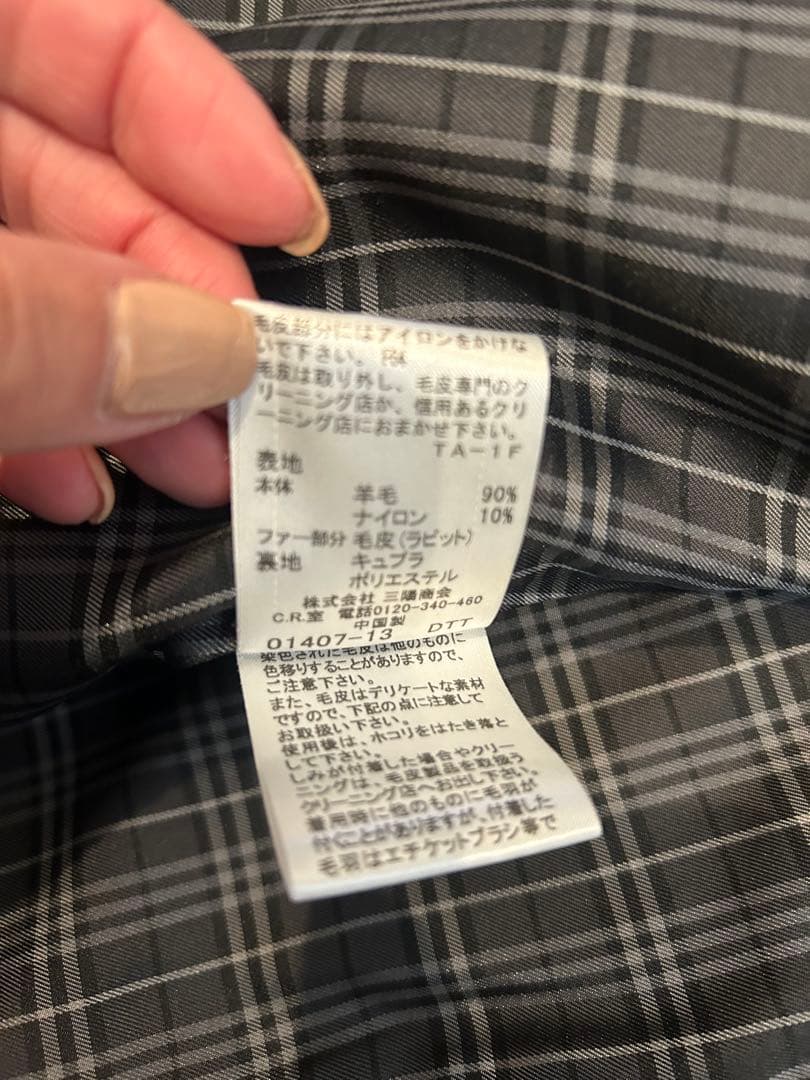 毛皮部分にはアイロンをかけな
いで下さい。
毛皮は取り外し、毛皮専門のク
リーニング店か、信用あるクリ
ーニング店におまかせ下さい。
TA-1F
表地
本体 羊毛 90%
ナイロン 10%
ファー部分 毛皮(ラビット)
裏地 キュプラ
ポリエステル
株式会社 三陽商会
C.R.室 電話0120-340-460
中国製
01407-13 DTT
染色された毛皮は他のものに
色移りすることがありますので、
ご注意下さい。
また、毛皮はデリケートな素材
ですので、下記の点に注意して
お取扱い下さい。
使用後は、ホコリをはたき落と
して下さい。
しみが付着した場合やクリー
ニングは、毛皮製品を取扱う
クリーニング店へお出し下さい。
着用時に他のものに毛羽が
付くことがありますが、付着した
毛羽はエチケットブラシ等で